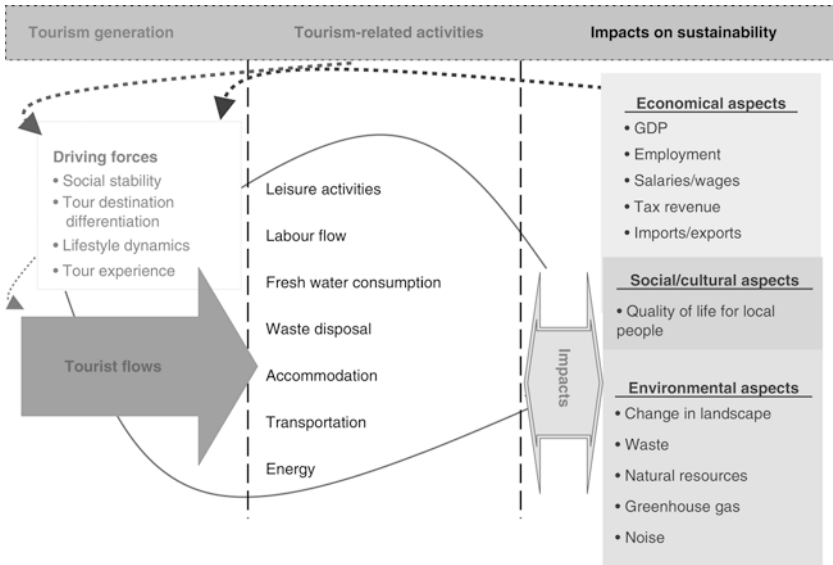 Tourism generation
Tourism-related activities
Impacts on sustainability
Driving forces
• Social stability
• Tour destination
differentiation
• Lifestyle dynamics
• Tour experience
Tourist flows
Leisure activities
Labour flow
Fresh water consumption
Waste disposal
Accommodation
Transportation
Energy
Impacts
Economical aspects
• GDP
• Employment
• Salaries/wages
• Tax revenue
• Imports/exports
Social/cultural aspects
• Quality of life for local
people
Environmental aspects
• Change in landscape
• Waste
• Natural resources
• Greenhouse gas
• Noise